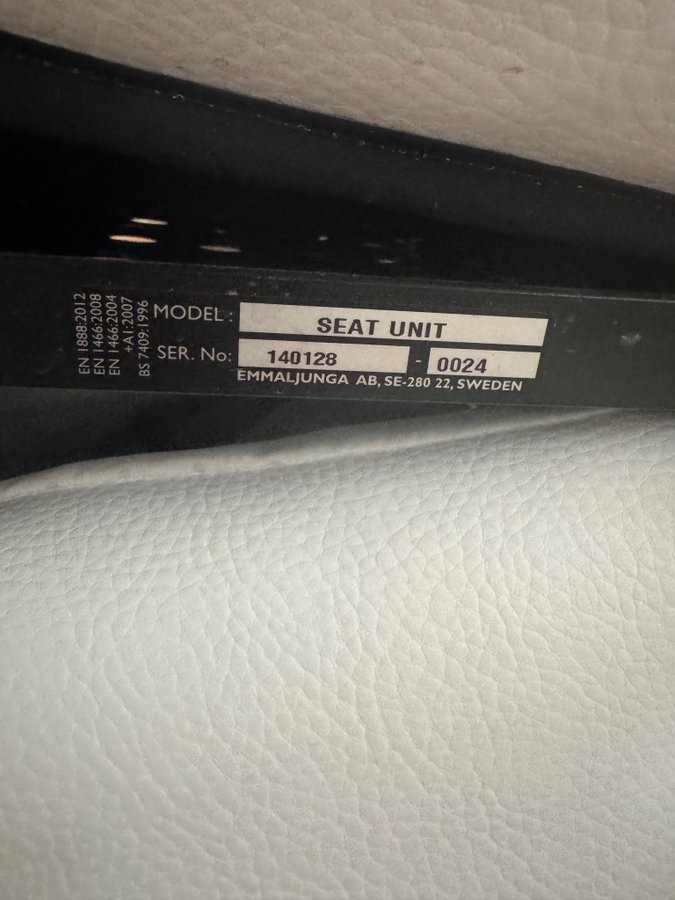 EN 1888:2012
EN 1466:2008
EN 1466:2004
+A1:2007
BS 7409:1996
MODEL : SEAT UNIT
SER. No: 140128 - 0024
EMMALJUNGA AB, SE-280 22, SWEDEN